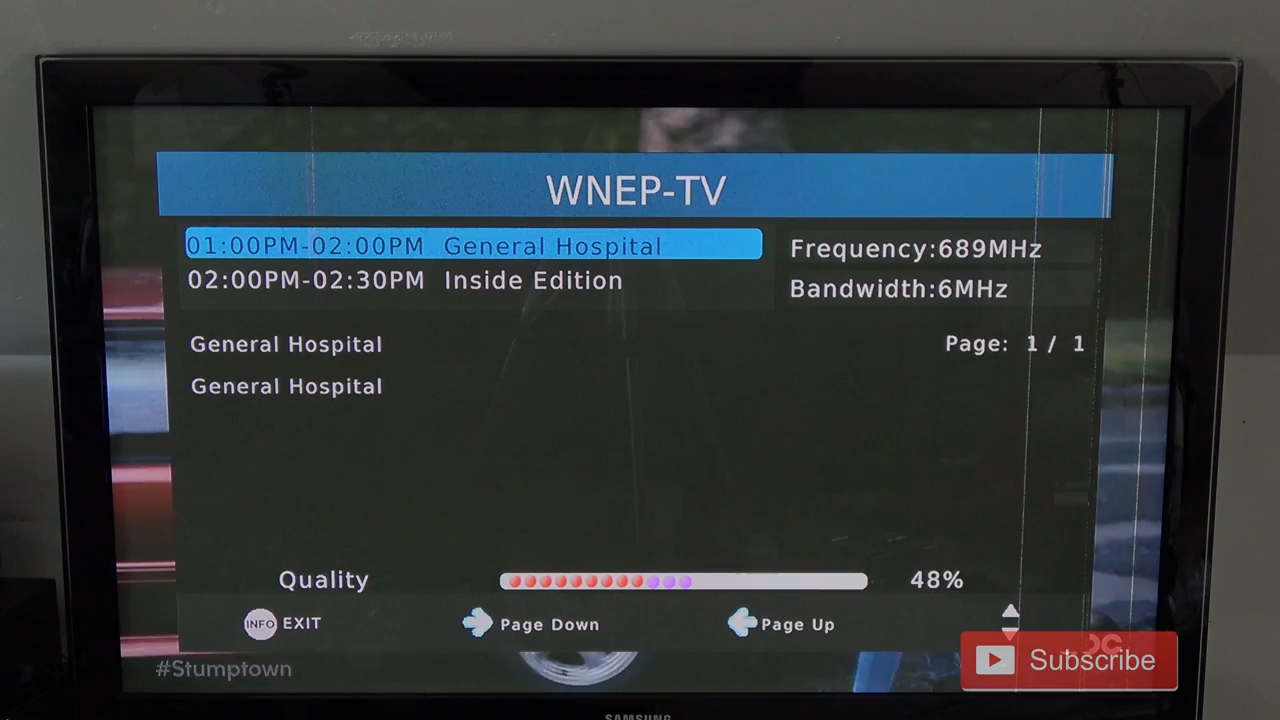 WNEP-TV
01:00PM-02:00PM General Hospital
02:00PM-02:30PM Inside Edition
Frequency:689MHz
Bandwidth:6MHz
General Hospital
Page: 1 / 1
General Hospital
Quality
48%
INFO EXIT
Page Down
Page Up
#Stumptown
Subscribe
SAMSUNG